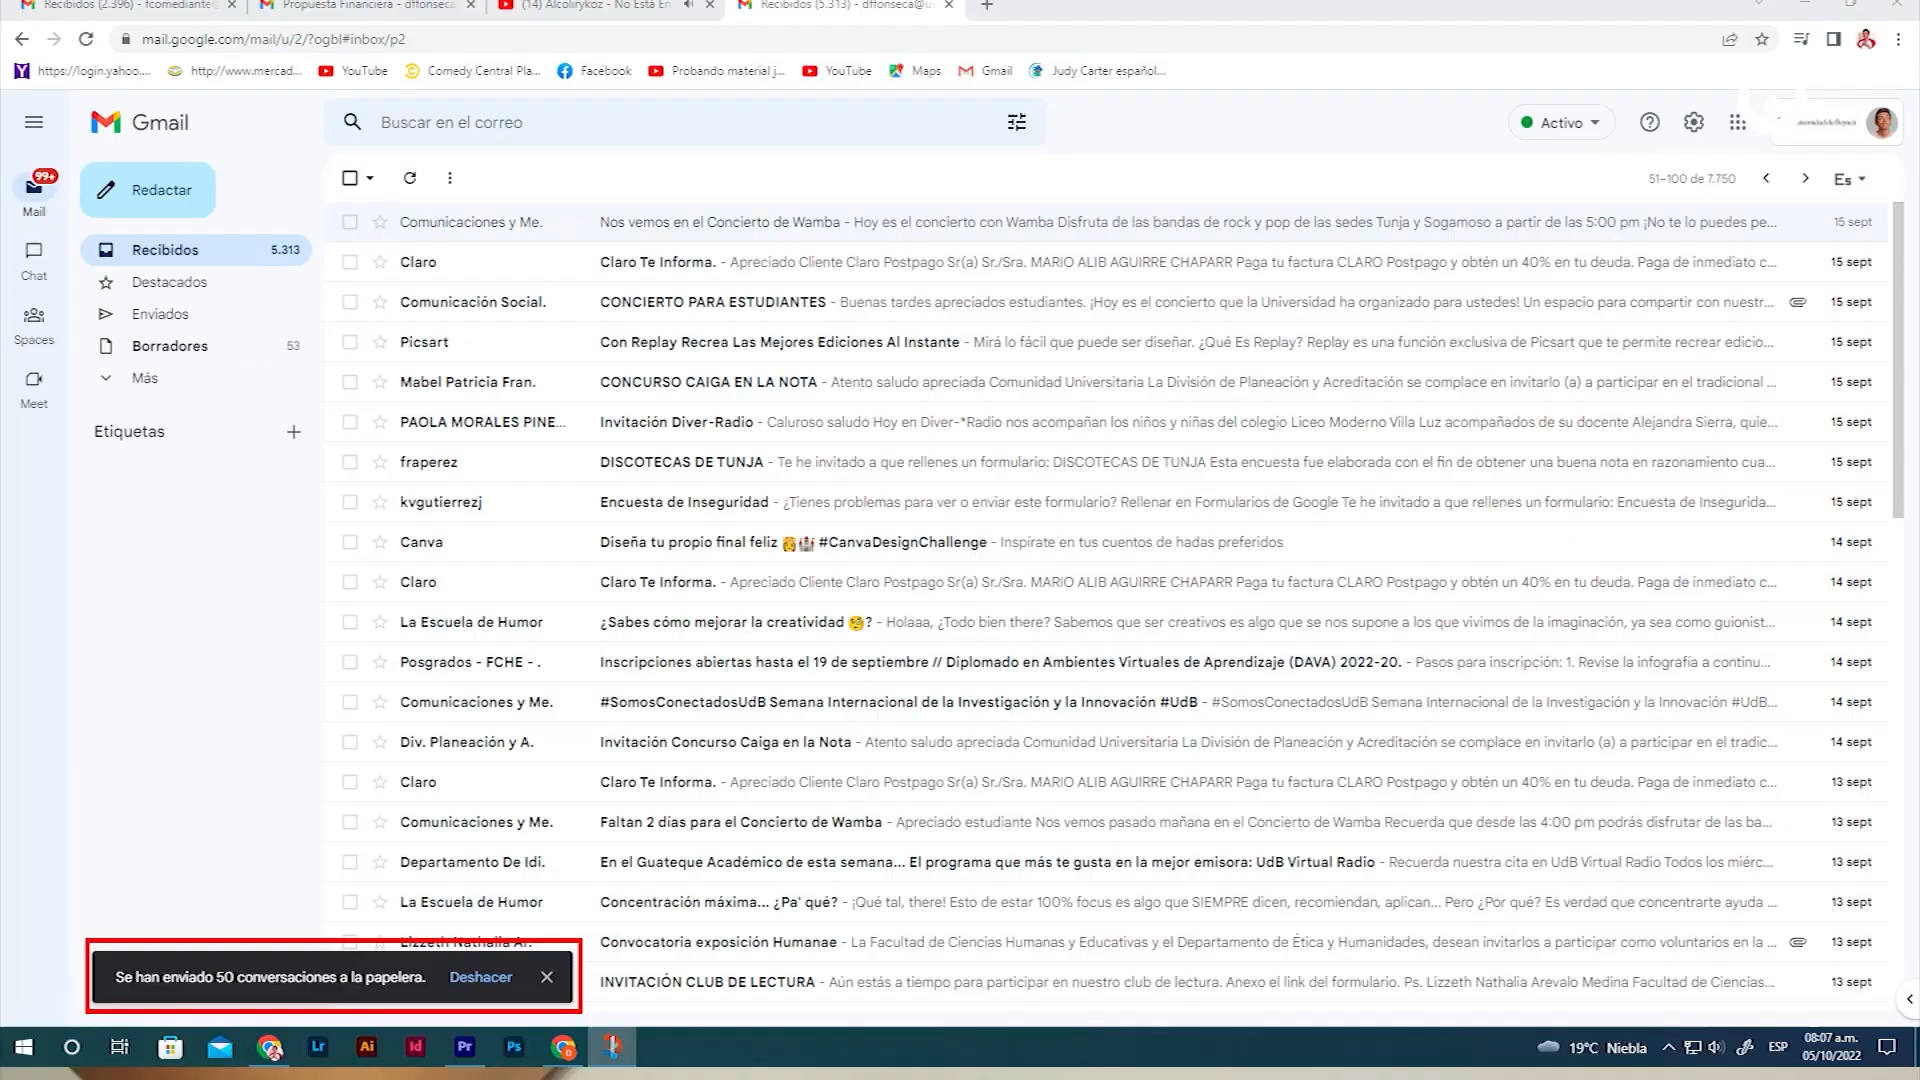 Recibidos (2.396) - fcomediante
Propuesta Financiera - dffonseca
(14) Alcolirykoz - No Está En
Recibidos (5.313) - dffonseca@u
mail.google.com/mail/u/2/?ogbl#inbox/p2
https://login.yahoo....
http://www.mercad...
YouTube
Comedy Central Pla...
Facebook
Probando material j...
YouTube
Maps
Gmail
Judy Carter español...
Gmail
Buscar en el correo
Activo
99+
Mail
Chat
Spaces
Meet
Redactar
Recibidos 5.313
Destacados
Enviados
Borradores 53
Más
Etiquetas
51–100 de 7.750
Es
Comunicaciones y Me. Nos vemos en el Concierto de Wamba - Hoy es el concierto con Wamba Disfruta de las bandas de rock y pop de las sedes Tunja y Sogamoso a partir de las 5:00 pm ¡No te lo puedes pe... 15 sept
Claro Claro Te Informa. - Apreciado Cliente Claro Postpago Sr(a) Sr./Sra. MARIO ALIB AGUIRRE CHAPARR Paga tu factura CLARO Postpago y obtén un 40% en tu deuda. Paga de inmediato c... 15 sept
Comunicación Social. CONCIERTO PARA ESTUDIANTES - Buenas tardes apreciados estudiantes. ¡Hoy es el concierto que la Universidad ha organizado para ustedes! Un espacio para compartir con nuestr... 15 sept
Picsart Con Replay Recrea Las Mejores Ediciones Al Instante - Mirá lo fácil que puede ser diseñar. ¿Qué Es Replay? Replay es una función exclusiva de Picsart que te permite recrear edicio... 15 sept
Mabel Patricia Fran. CONCURSO CAIGA EN LA NOTA - Atento saludo apreciada Comunidad Universitaria La División de Planeación y Acreditación se complace en invitarlo (a) a participar en el tradicional ... 15 sept
PAOLA MORALES PINE... Invitación Diver-Radio - Caluroso saludo Hoy en Diver-*Radio nos acompañan los niños y niñas del colegio Liceo Moderno Villa Luz acompañados de su docente Alejandra Sierra, quie... 15 sept
fraperez DISCOTECAS DE TUNJA - Te he invitado a que rellenes un formulario: DISCOTECAS DE TUNJA Esta encuesta fue elaborada con el fin de obtener una buena nota en razonamiento cua... 15 sept
kvgutierrezj Encuesta de Inseguridad - ¿Tienes problemas para ver o enviar este formulario? Rellenar en Formularios de Google Te he invitado a que rellenes un formulario: Encuesta de Insegurida... 15 sept
Canva Diseña tu propio final feliz 👸🏰 #CanvaDesignChallenge - Inspírate en tus cuentos de hadas preferidos 14 sept
Claro Claro Te Informa. - Apreciado Cliente Claro Postpago Sr(a) Sr./Sra. MARIO ALIB AGUIRRE CHAPARR Paga tu factura CLARO Postpago y obtén un 40% en tu deuda. Paga de inmediato c... 14 sept
La Escuela de Humor ¿Sabes cómo mejorar la creatividad 🧐? - Holaaa, ¿Todo bien there? Sabemos que ser creativos es algo que se nos supone a los que vivimos de la imaginación, ya sea como guionist... 14 sept
Posgrados - FCHE - . Inscripciones abiertas hasta el 19 de septiembre // Diplomado en Ambientes Virtuales de Aprendizaje (DAVA) 2022-20. - Pasos para inscripción: 1. Revise la infografía a continu... 14 sept
Comunicaciones y Me. #SomosConectadosUdB Semana Internacional de la Investigación y la Innovación #UdB - #SomosConectadosUdB Semana Internacional de la Investigación y la Innovación #UdB... 14 sept
Div. Planeación y A. Invitación Concurso Caiga en la Nota - Atento saludo apreciada Comunidad Universitaria La División de Planeación y Acreditación se complace en invitarlo (a) a participar en el tradic... 14 sept
Claro Claro Te Informa. - Apreciado Cliente Claro Postpago Sr(a) Sr./Sra. MARIO ALIB AGUIRRE CHAPARR Paga tu factura CLARO Postpago y obtén un 40% en tu deuda. Paga de inmediato c... 13 sept
Comunicaciones y Me. Faltan 2 días para el Concierto de Wamba - Apreciado estudiante Nos vemos pasado mañana en el Concierto de Wamba Recuerda que desde las 4:00 pm podrás disfrutar de las ba... 13 sept
Departamento De Idi. En el Guateque Académico de esta semana... El programa que más te gusta en la mejor emisora: UdB Virtual Radio - Recuerda nuestra cita en UdB Virtual Radio Todos los miérc... 13 sept
La Escuela de Humor Concentración máxima... ¿Pa' qué? - ¡Qué tal, there! Esto de estar 100% focus es algo que SIEMPRE dicen, recomiendan, aplican... Pero ¿Por qué? Es verdad que concentrarte ayuda ... 13 sept
Lizzeth Nathalia Ar. Convocatoria exposición Humanae - La Facultad de Ciencias Humanas y Educativas y el Departamento de Ética y Humanidades, desean invitarlos a participar como voluntarios en la ... 13 sept
INVITACIÓN CLUB DE LECTURA - Aún estás a tiempo para participar en nuestro club de lectura. Anexo el link del formulario. Ps. Lizzeth Nathalia Arevalo Medina Facultad de Ciencias... 13 sept
Se han enviado 50 conversaciones a la papelera. Deshacer
Lr Ai Id Pr Ps
19°C Niebla
ESP
08:07 a.m.
05/10/2022